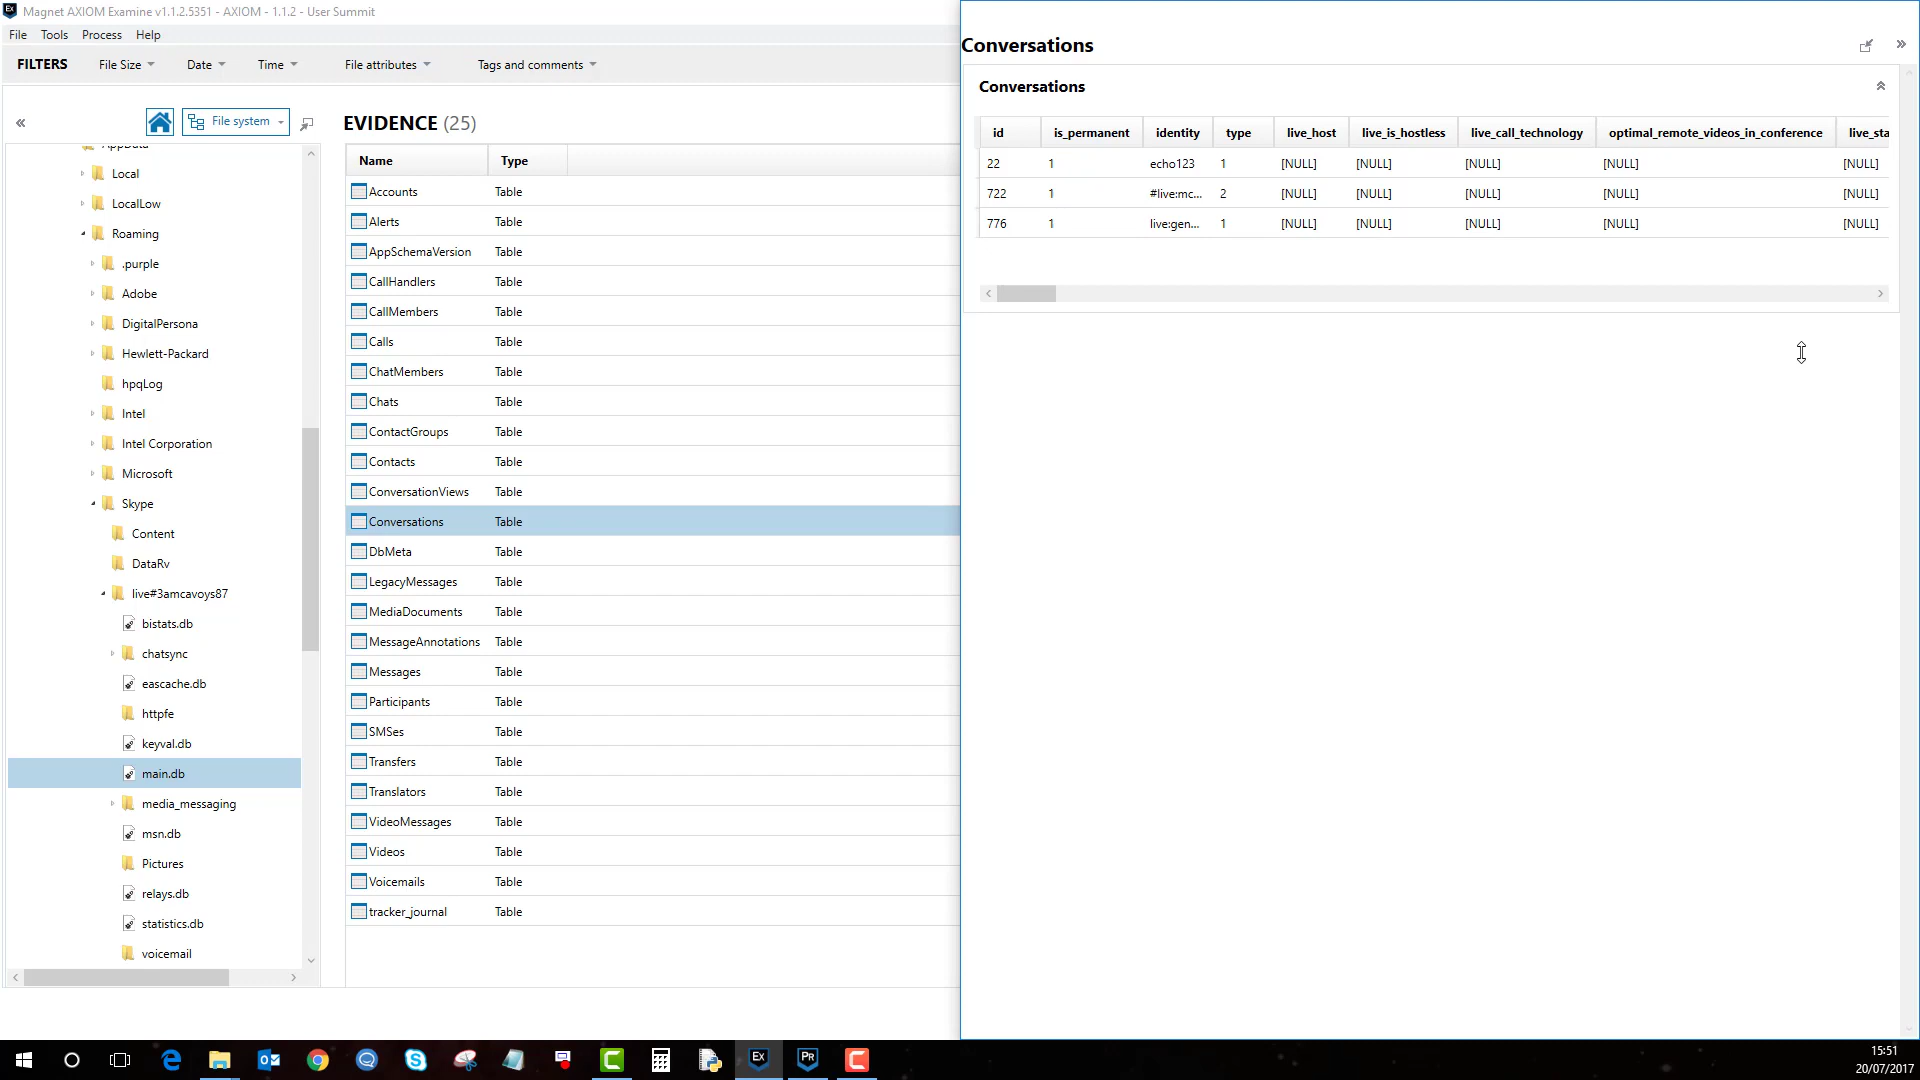 Magnet AXIOM Examine v1.1.2.5351 - AXIOM - 1.1.2 - User Summit
File Tools Process Help
FILTERS File Size Date Time File attributes Tags and comments
File system
EVIDENCE (25)
AppData
Local
LocalLow
Roaming
.purple
Adobe
DigitalPersona
Hewlett-Packard
hpqLog
Intel
Intel Corporation
Microsoft
Skype
Content
DataRv
live#3amcavoys87
bistats.db
chatsync
eascache.db
httpfe
keyval.db
main.db
media_messaging
msn.db
Pictures
relays.db
statistics.db
voicemail
Name Type
Accounts Table
Alerts Table
AppSchemaVersion Table
CallHandlers Table
CallMembers Table
Calls Table
ChatMembers Table
Chats Table
ContactGroups Table
Contacts Table
ConversationViews Table
Conversations Table
DbMeta Table
LegacyMessages Table
MediaDocuments Table
MessageAnnotations Table
Messages Table
Participants Table
SMSes Table
Transfers Table
Translators Table
VideoMessages Table
Videos Table
Voicemails Table
tracker_journal Table
Conversations
Conversations
id is_permanent identity type live_host live_is_hostless live_call_technology optimal_remote_videos_in_conference live_sta
22 1 echo123 1 [NULL] [NULL] [NULL] [NULL] [NULL]
722 1 #live:mc... 2 [NULL] [NULL] [NULL] [NULL] [NULL]
776 1 live:gen... 1 [NULL] [NULL] [NULL] [NULL] [NULL]
Ex
Pr
15:51
20/07/2017